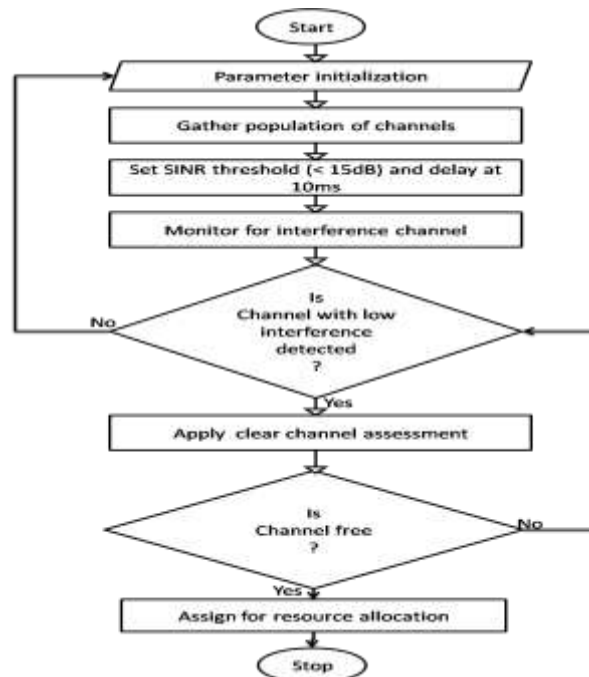 Start
Parameter initialization
Gather population of channels
Set SINR threshold (< 15dB) and delay at
10ms
Monitor for interference channel
Is
Channel with low
interference
detected
?
No
Yes
Apply clear channel assessment
Is
Channel free
?
No
Yes
Assign for resource allocation
Stop